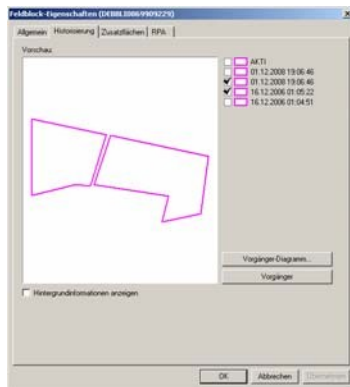 Feldblock-Eigenschaften (DEBBLI0869909229)
Allgemein Historisierung Zusatzflächen RPA
Vorschau:
AKTI
01.12.2008 19:06:46
01.12.2008 19:06:46
16.12.2006 01:05:22
16.12.2006 01:04:51
Vorgänger-Diagramm...
Vorgänger
Hintergrundinformationen anzeigen
OK Abbrechen Übernehmen